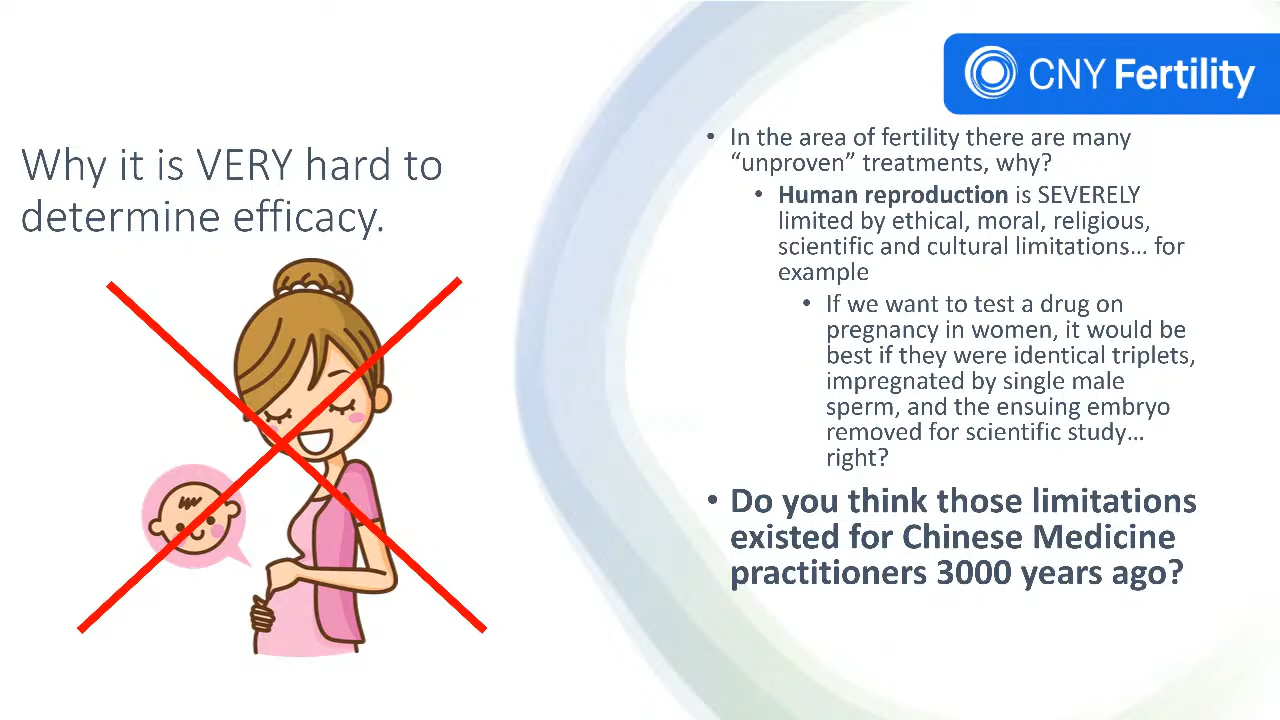 CNY Fertility
Why it is VERY hard to
determine efficacy.
• In the area of fertility there are many
“unproven” treatments, why?
• Human reproduction is SEVERELY
limited by ethical, moral, religious,
scientific and cultural limitations… for
example
• If we want to test a drug on
pregnancy in women, it would be
best if they were identical triplets,
impregnated by single male
sperm, and the ensuing embryo
removed for scientific study…
right?
• Do you think those limitations
existed for Chinese Medicine
practitioners 3000 years ago?